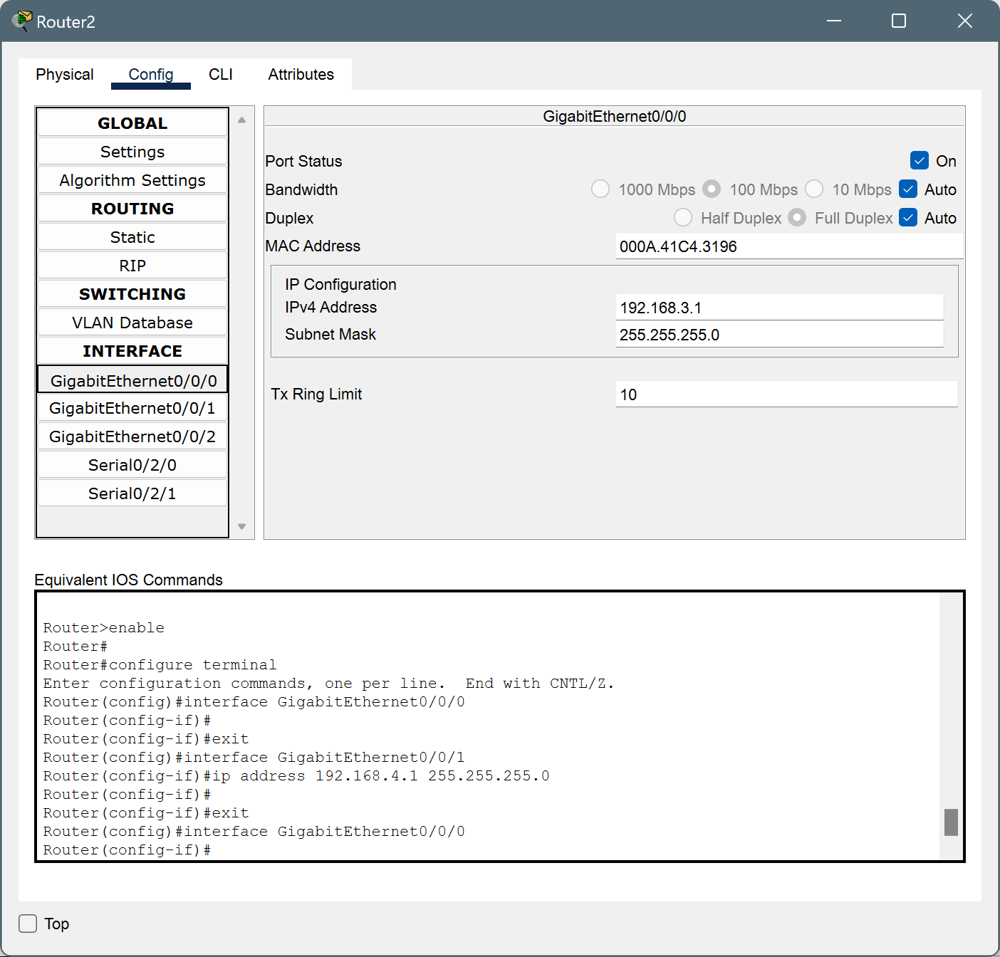 Router2
Physical Config CLI Attributes
GLOBAL
Settings
Algorithm Settings
ROUTING
Static
RIP
SWITCHING
VLAN Database
INTERFACE
GigabitEthernet0/0/0
GigabitEthernet0/0/1
GigabitEthernet0/0/2
Serial0/2/0
Serial0/2/1
GigabitEthernet0/0/0
Port Status On
Bandwidth 1000 Mbps 100 Mbps 10 Mbps Auto
Duplex Half Duplex Full Duplex Auto
MAC Address 000A.41C4.3196
IP Configuration
IPv4 Address 192.168.3.1
Subnet Mask 255.255.255.0
Tx Ring Limit 10
Equivalent IOS Commands
Router>enable
Router#
Router#configure terminal
Enter configuration commands, one per line.  End with CNTL/Z.
Router(config)#interface GigabitEthernet0/0/0
Router(config-if)#
Router(config-if)#exit
Router(config)#interface GigabitEthernet0/0/1
Router(config-if)#ip address 192.168.4.1 255.255.255.0
Router(config-if)#
Router(config-if)#exit
Router(config)#interface GigabitEthernet0/0/0
Router(config-if)#
Top